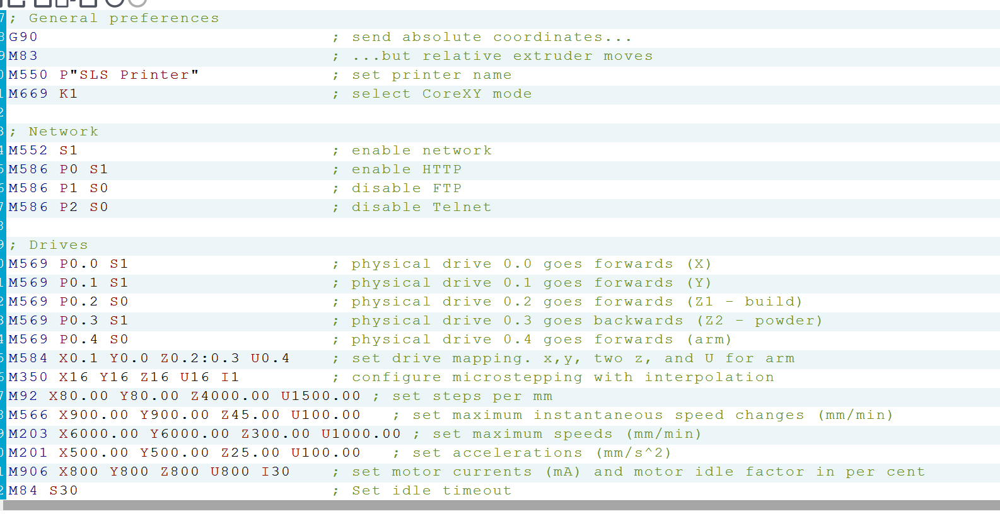 ; General preferences
G90 ; send absolute coordinates...
M83 ; ...but relative extruder moves
M550 P"SLS Printer" ; set printer name
M669 K1 ; select CoreXY mode
; Network
M552 S1 ; enable network
M586 P0 S1 ; enable HTTP
M586 P1 S0 ; disable FTP
M586 P2 S0 ; disable Telnet
; Drives
M569 P0.0 S1 ; physical drive 0.0 goes forwards (X)
M569 P0.1 S1 ; physical drive 0.1 goes forwards (Y)
M569 P0.2 S0 ; physical drive 0.2 goes forwards (Z1 - build)
M569 P0.3 S1 ; physical drive 0.3 goes backwards (Z2 - powder)
M569 P0.4 S0 ; physical drive 0.4 goes forwards (arm)
M584 X0.1 Y0.0 Z0.2:0.3 U0.4 ; set drive mapping. x,y, two z, and U for arm
M350 X16 Y16 Z16 U16 I1 ; configure microstepping with interpolation
M92 X80.00 Y80.00 Z4000.00 U1500.00 ; set steps per mm
M566 X900.00 Y900.00 Z45.00 U100.00 ; set maximum instantaneous speed changes (mm/min)
M203 X6000.00 Y6000.00 Z300.00 U1000.00 ; set maximum speeds (mm/min)
M201 X500.00 Y500.00 Z25.00 U100.00 ; set accelerations (mm/s^2)
M906 X800 Y800 Z800 U800 I30 ; set motor currents (mA) and motor idle factor in per cent
M84 S30 ; Set idle timeout